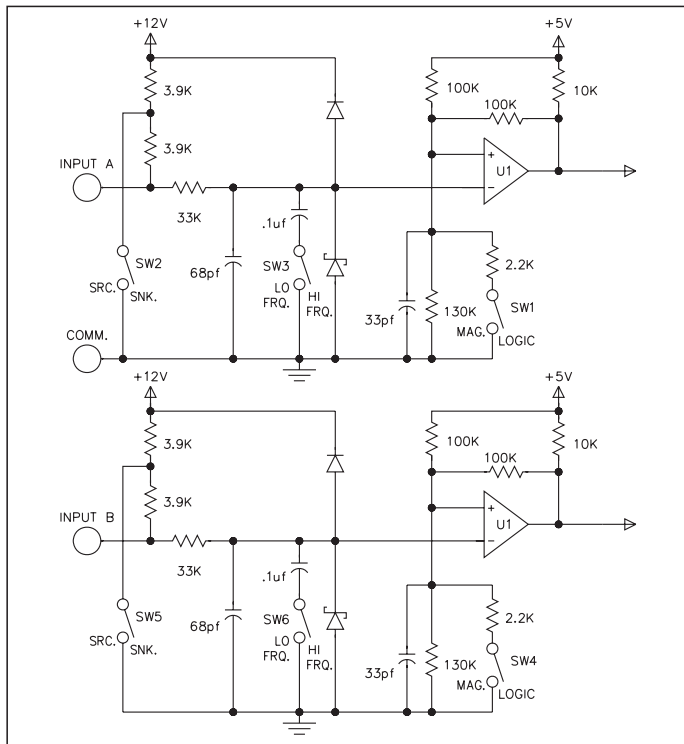 +12V
+5V
3.9K
100K
100K
10K
3.9K
INPUT A
+
U1
-
33K
.1uf
SW2
68pf
SW3
2.2K
SRC.
SNK.
LO
HI
FRQ.
FRQ.
33pf
130K
SW1
MAG.
LOGIC
COMM.
+12V
+5V
3.9K
100K
100K
10K
3.9K
INPUT B
+
U1
-
33K
.1uf
SW5
68pf
SW6
2.2K
SRC.
SNK.
LO
HI
FRQ.
FRQ.
33pf
130K
SW4
MAG.
LOGIC